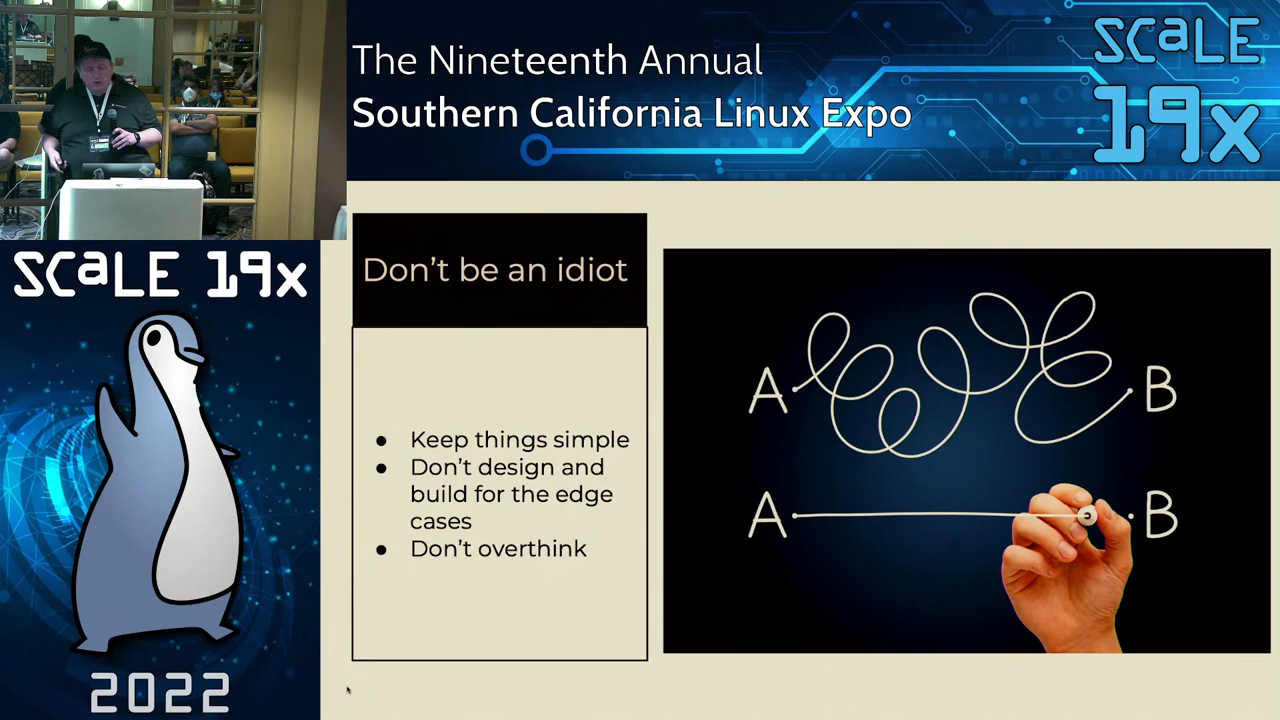 The Nineteenth Annual
Southern California Linux Expo
SCaLE
19x
SCaLE 19x
2022
Don't be an idiot
● Keep things simple
● Don't design and
build for the edge
cases
● Don't overthink
A B
A B